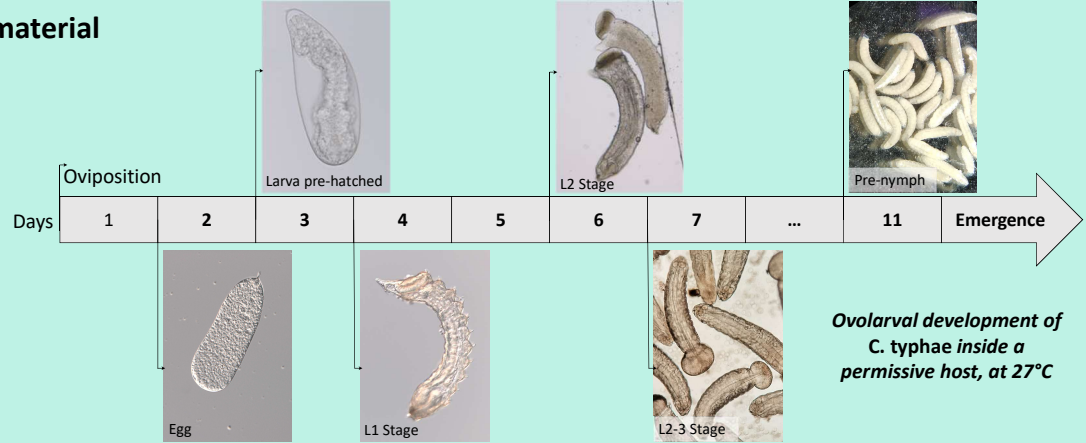 material
Larva pre-hatched
L2 Stage
Pre-nymph
Oviposition
Days 1 2 3 4 5 6 7 ... 11 Emergence
Egg
L1 Stage
L2-3 Stage
Ovolarval development of
C. typhae inside a
permissive host, at 27°C